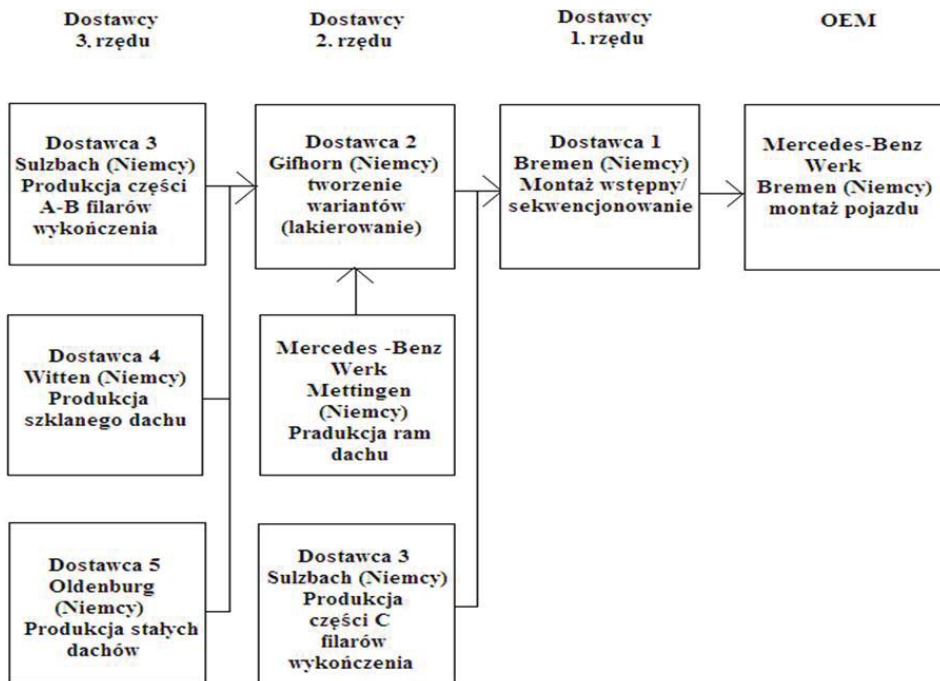 Dostawcy
3. rzędu
Dostawcy
2. rzędu
Dostawcy
1. rzędu
OEM
Dostawca 3
Sulzbach (Niemcy)
Produkcja części
A-B filarów
wykończenia
Dostawca 2
Gifhorn (Niemcy)
tworzenie
wariantów
(lakierowanie)
Dostawca 1
Bremen (Niemcy)
Montaż wstępny/
sekwencjonowanie
Mercedes-Benz
Werk
Bremen (Niemcy)
montaż pojazdu
Dostawca 4
Witten (Niemcy)
Produkcja
szklanego dachu
Mercedes -Benz
Werk
Mettingen
(Niemcy)
Pradukcja ram
dachu
Dostawca 5
Oldenburg
(Niemcy)
Produkcja stałych
dachów
Dostawca 3
Sulzbach (Niemcy)
Produkcja
części C
filarów
wykończenia